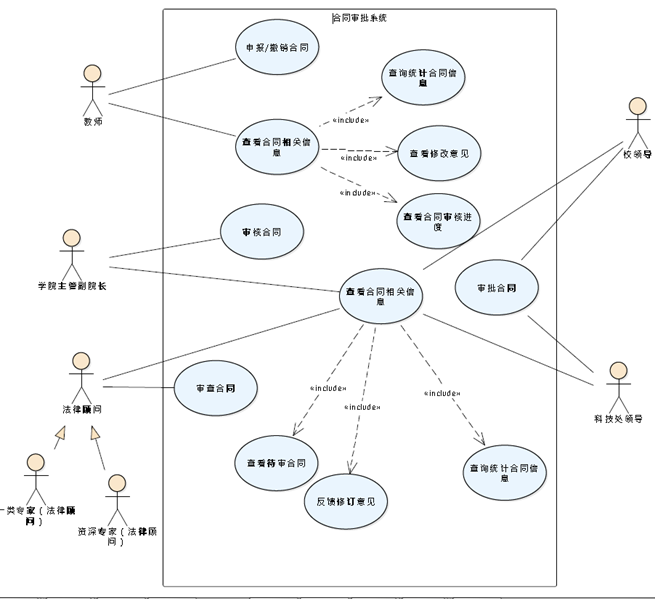 合同审批系统
申报/撤销合同
查询统计合同信
息
教师
«include»
查看合同相关信
息
«include»
查看修改意见
校领导
«include»
查看合同审核进
度
审核合同
学院主管副院长
查看合同相关信
息
审批合同
审查合同
«include»
«include»
«include»
法律顾问
科技处领导
查看待审合同
查询统计合同信
息
反馈修订意见
一类专家（法律顾
问）
资深专家（法律顾
问）